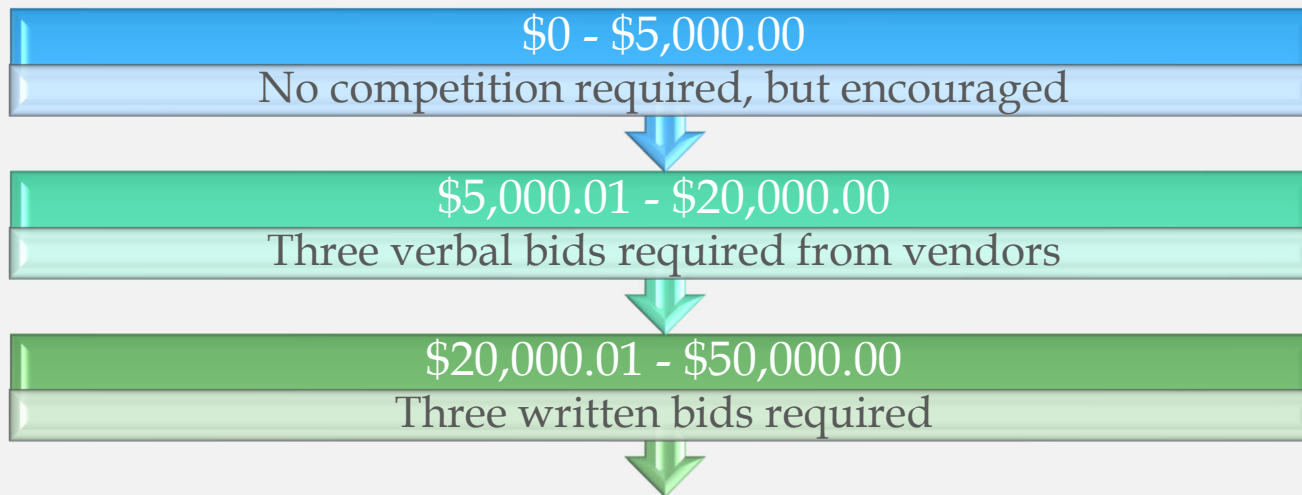 $0 - $5,000.00
No competition required, but encouraged
$5,000.01 - $20,000.00
Three verbal bids required from vendors
$20,000.01 - $50,000.00
Three written bids required